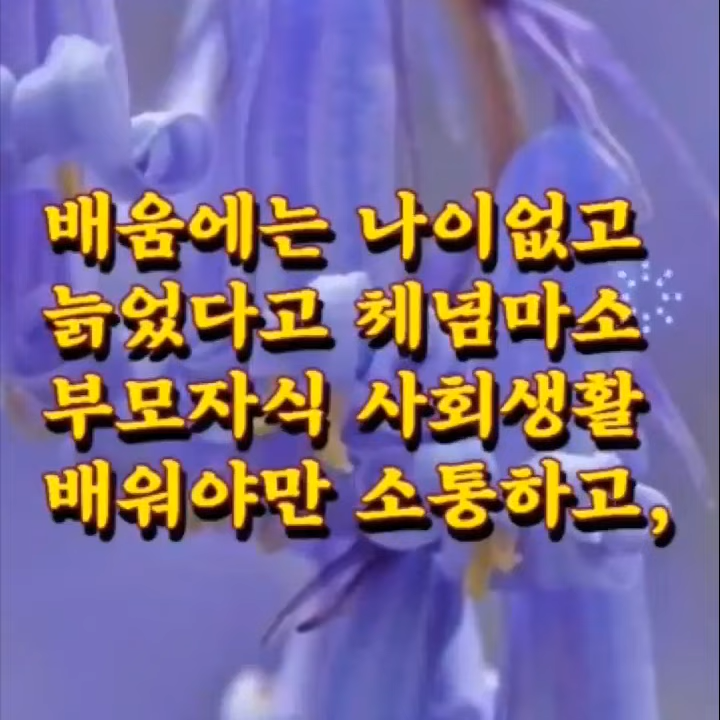 배움에는 나이없고
늙었다고 쳬념마소
부모자식 사회생활
배워야만 소통하고,